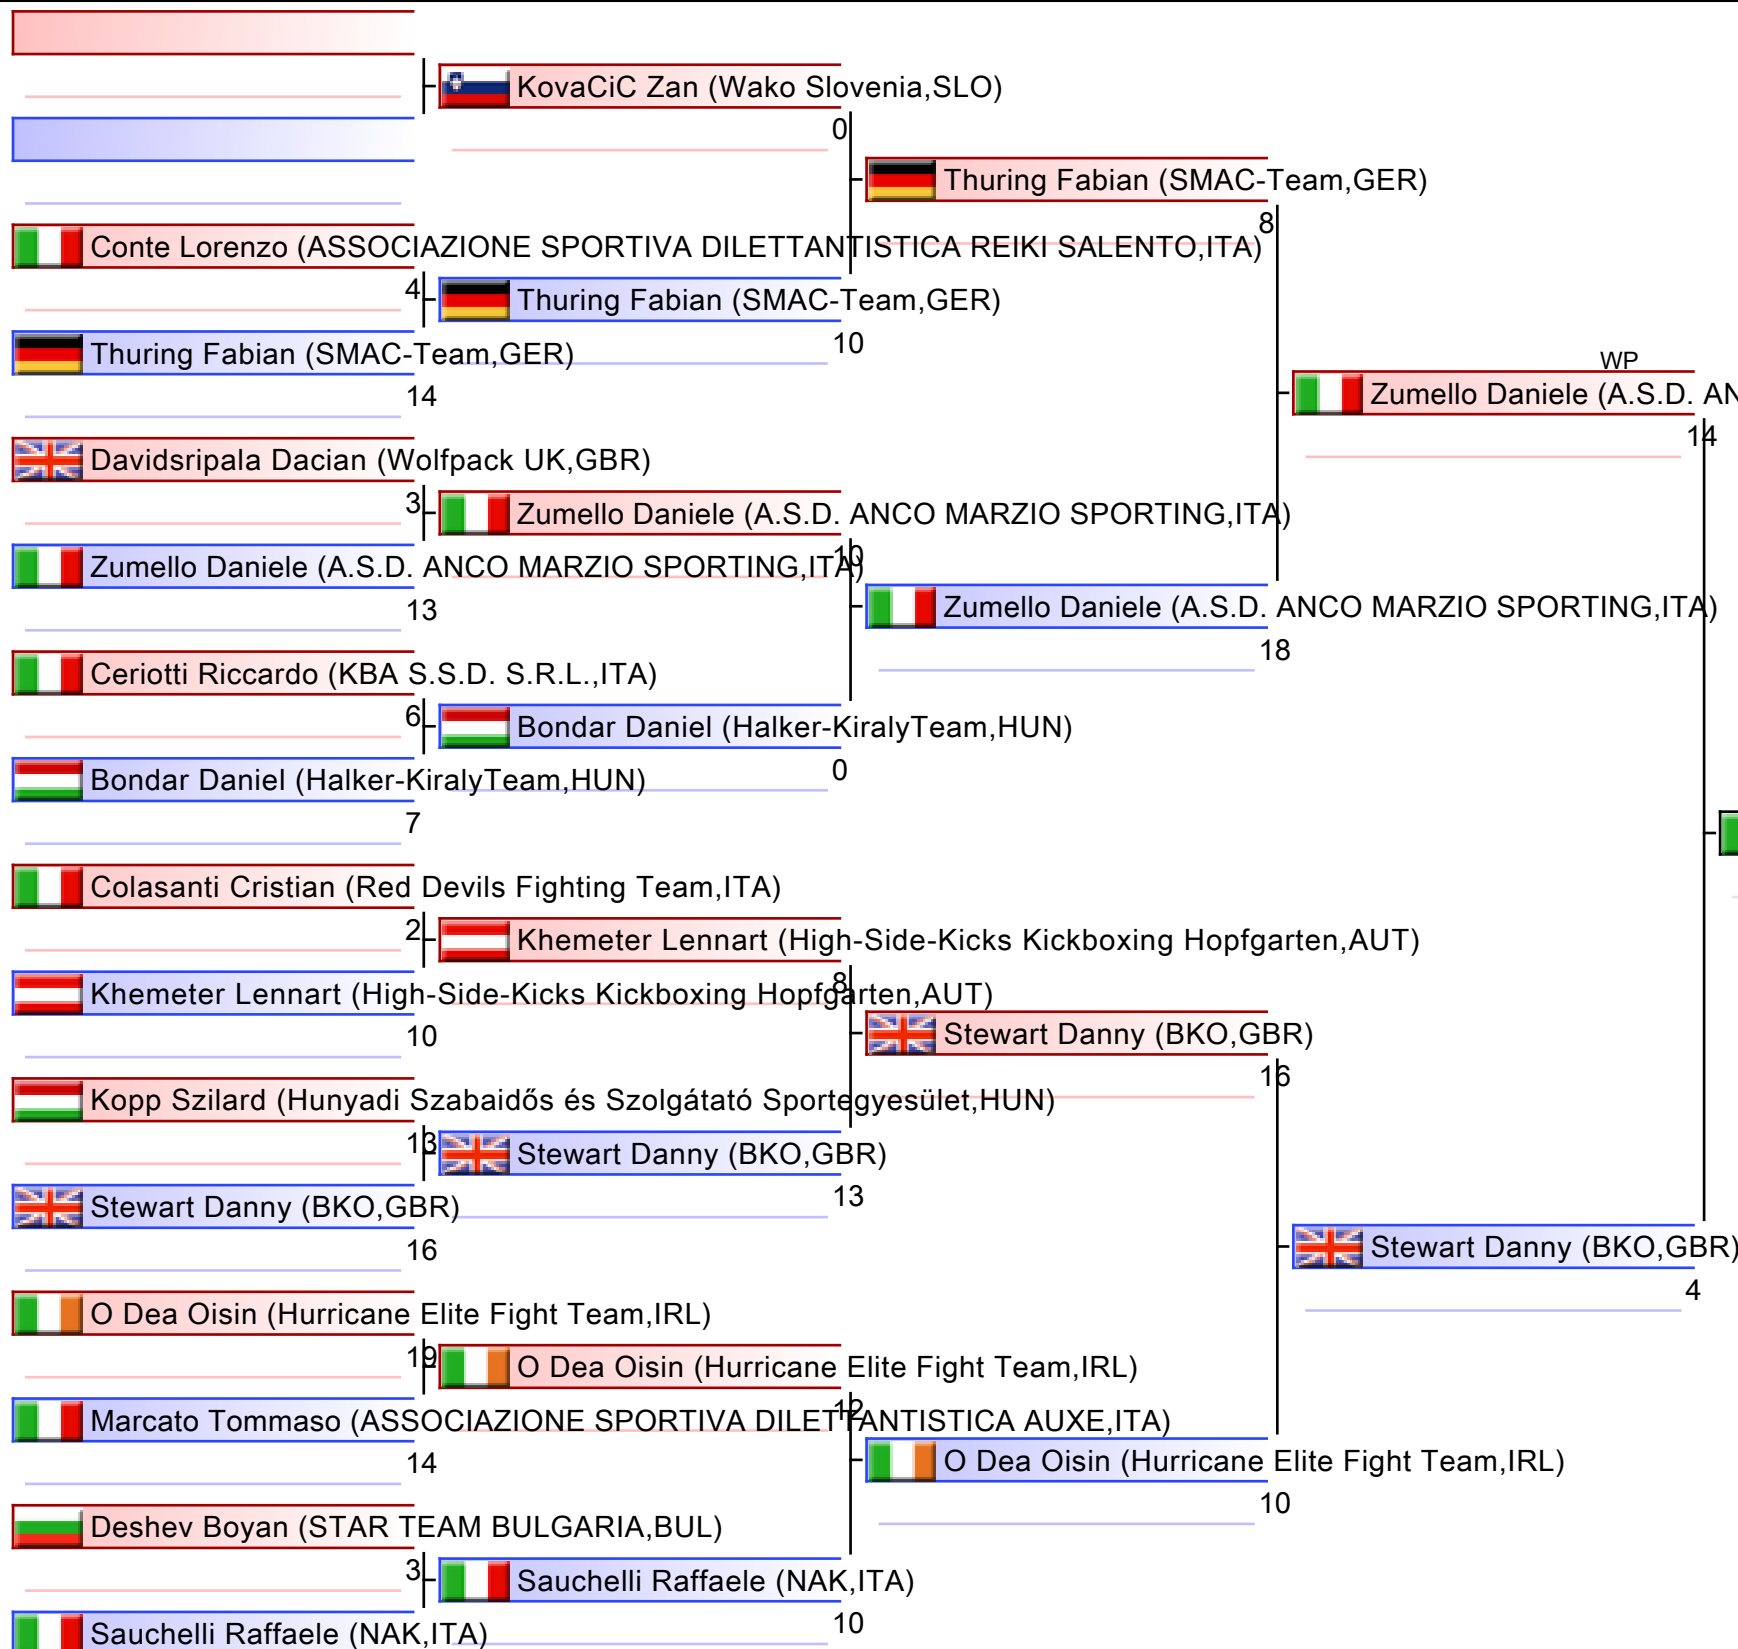 KovaCiC Zan (Wako Slovenia,SLO)
0
Thuring Fabian (SMAC-Team,GER)
8
Conte Lorenzo (ASSOCIAZIONE SPORTIVA DILETTANTISTICA REIKI SALENTO,ITA)
4
Thuring Fabian (SMAC-Team,GER)
10
Thuring Fabian (SMAC-Team,GER)
14
WP
Zumello Daniele (A.S.D. AN
14
Davidsripala Dacian (Wolfpack UK,GBR)
3
Zumello Daniele (A.S.D. ANCO MARZIO SPORTING,ITA)
10
Zumello Daniele (A.S.D. ANCO MARZIO SPORTING,ITA)
13
Zumello Daniele (A.S.D. ANCO MARZIO SPORTING,ITA)
18
Ceriotti Riccardo (KBA S.S.D. S.R.L.,ITA)
6
Bondar Daniel (Halker-KiralyTeam,HUN)
0
Bondar Daniel (Halker-KiralyTeam,HUN)
7
Colasanti Cristian (Red Devils Fighting Team,ITA)
2
Khemeter Lennart (High-Side-Kicks Kickboxing Hopfgarten,AUT)
8
Khemeter Lennart (High-Side-Kicks Kickboxing Hopfgarten,AUT)
10
Stewart Danny (BKO,GBR)
16
Kopp Szilard (Hunyadi Szabaidős és Szolgátató Sportegyesület,HUN)
13
Stewart Danny (BKO,GBR)
13
Stewart Danny (BKO,GBR)
16
Stewart Danny (BKO,GBR)
4
O Dea Oisin (Hurricane Elite Fight Team,IRL)
19
O Dea Oisin (Hurricane Elite Fight Team,IRL)
12
Marcato Tommaso (ASSOCIAZIONE SPORTIVA DILETTANTISTICA AUXE,ITA)
14
O Dea Oisin (Hurricane Elite Fight Team,IRL)
10
Deshev Boyan (STAR TEAM BULGARIA,BUL)
3
Sauchelli Raffaele (NAK,ITA)
10
Sauchelli Raffaele (NAK,ITA)